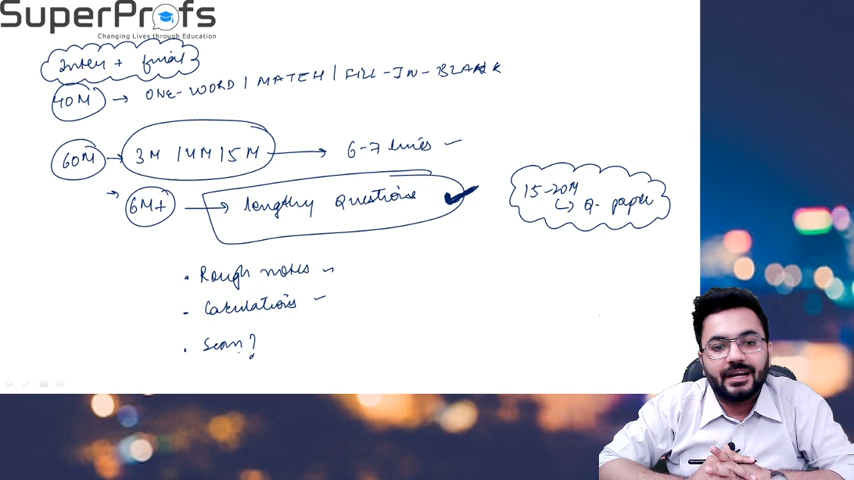 SuperProfs
Changing Lives through Education
Inter + final
40M → ONE-WORD / MATCH / FILL-IN-BLANK
60M → 3M / 4M / 5M → 6-7 lines
→ 6M+ → lengthy Questions
15-20M
↳ Q-paper
• Rough notes
• Calculations
• Scan?